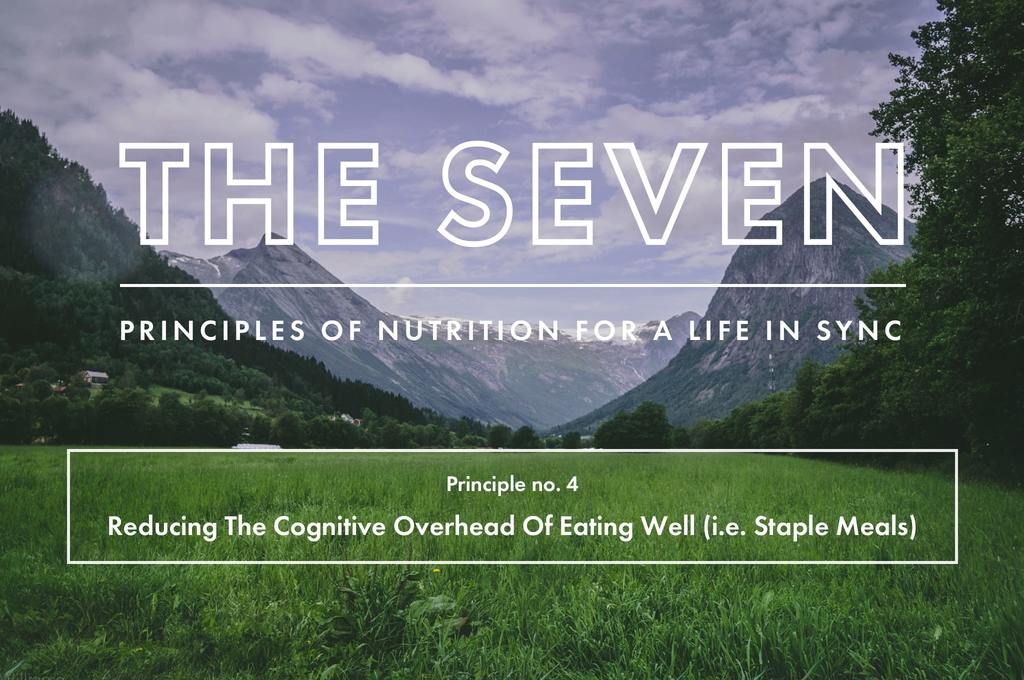 THE SEVEN
PRINCIPLES OF NUTRITION FOR A LIFE IN SYNC
Principle no. 4
Reducing The Cognitive Overhead Of Eating Well (i.e. Staple Meals)